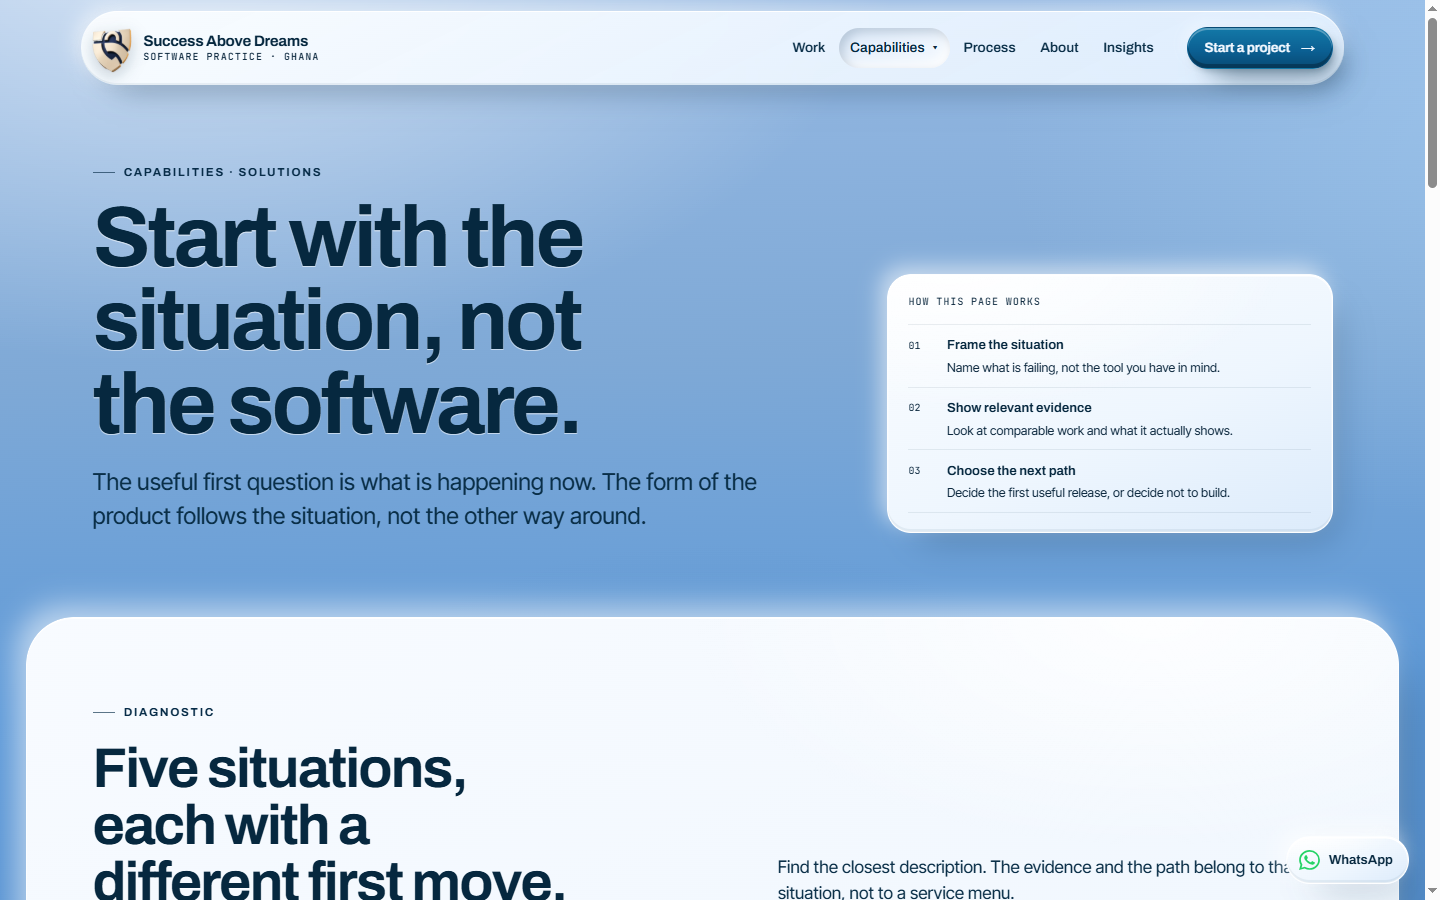 Success Above Dreams
SOFTWARE PRACTICE · GHANA
Work
Capabilities
Process
About
Insights
Start a project →
CAPABILITIES · SOLUTIONS
Start with the
situation, not
the software.
The useful first question is what is happening now. The form of the
product follows the situation, not the other way around.
HOW THIS PAGE WORKS
01 Frame the situation
Name what is failing, not the tool you have in mind.
02 Show relevant evidence
Look at comparable work and what it actually shows.
03 Choose the next path
Decide the first useful release, or decide not to build.
DIAGNOSTIC
Five situations,
each with a
different first move.
Find the closest description. The evidence and the path belong to
situation, not to a service menu.
WhatsApp